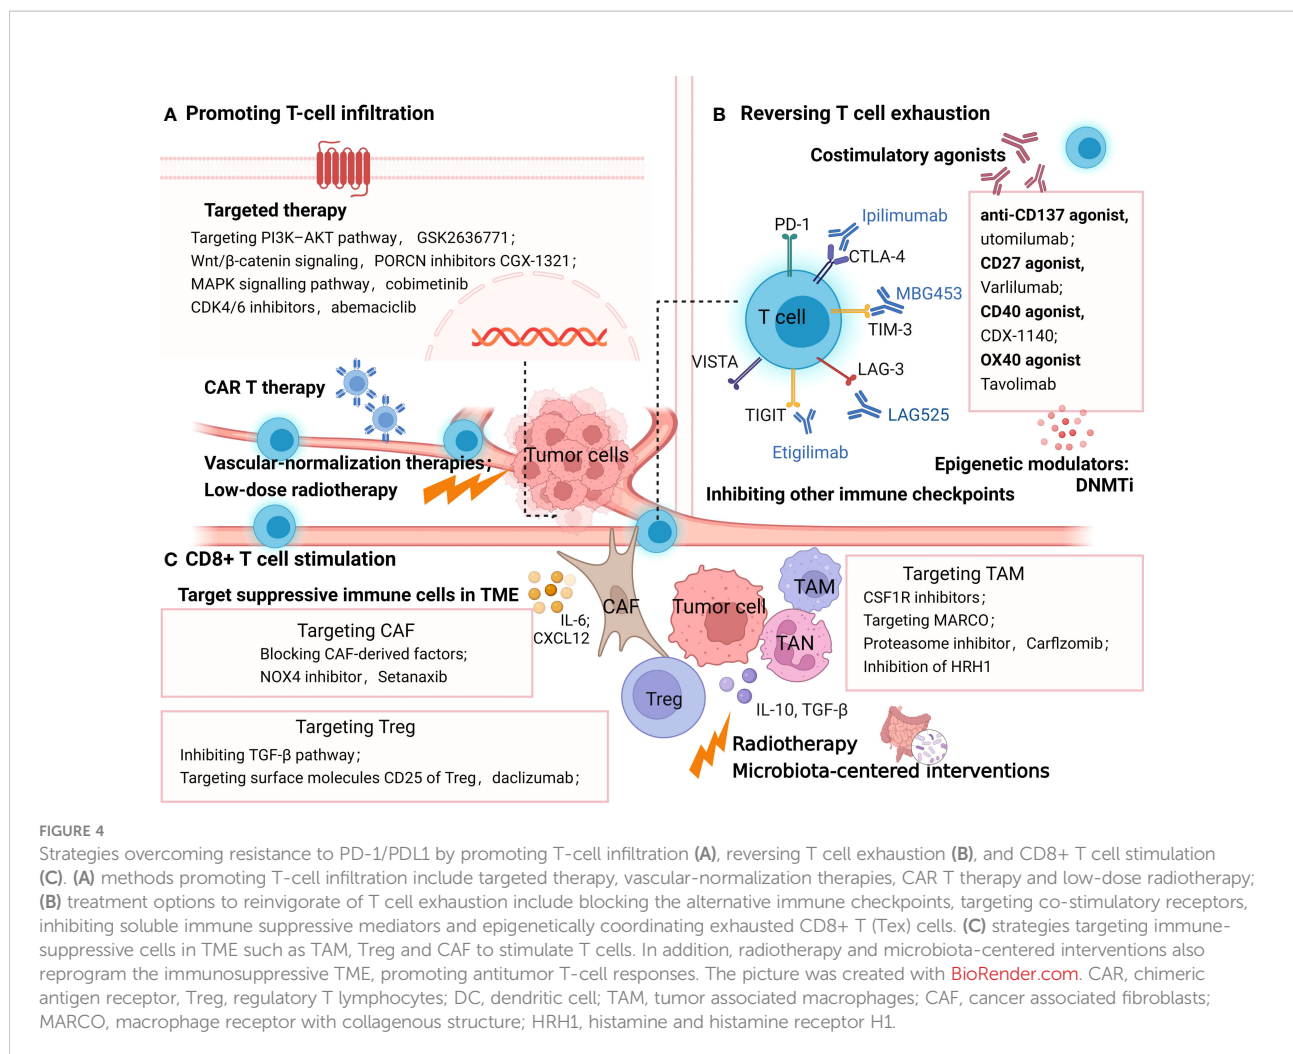 A Promoting T-cell infiltration
Targeted therapy
Targeting PI3K–AKT pathway, GSK2636771;
Wnt/β-catenin signaling, PORCN inhibitors CGX-1321;
MAPK signalling pathway, cobimetinib
CDK4/6 inhibitors, abemaciclib
CAR T therapy
Vascular-normalization therapies;
Low-dose radiotherapy
Tumor cells
B Reversing T cell exhaustion
Costimulatory agonists
anti-CD137 agonist,
utomilumab;
CD27 agonist,
Varlilumab;
CD40 agonist,
CDX-1140;
OX40 agonist
Tavolimab
PD-1
Ipilimumab
CTLA-4
MBG453
T cell
TIM-3
VISTA
LAG-3
TIGIT
LAG525
Etigilimab
Epigenetic modulators:
DNMTi
Inhibiting other immune checkpoints
C CD8+ T cell stimulation
Target suppressive immune cells in TME
Targeting CAF
Blocking CAF-derived factors;
NOX4 inhibitor, Setanaxib
Targeting Treg
Inhibiting TGF-β pathway;
Targeting surface molecules CD25 of Treg, daclizumab;
IL-6;
CXCL12
CAF
Tumor cell
TAM
TAN
Treg
IL-10, TGF-β
Radiotherapy
Microbiota-centered interventions
Targeting TAM
CSF1R inhibitors;
Targeting MARCO;
Proteasome inhibitor, Carflzomib;
Inhibition of HRH1
FIGURE 4
Strategies overcoming resistance to PD-1/PDL1 by promoting T-cell infiltration (A), reversing T cell exhaustion (B), and CD8+ T cell stimulation
(C). (A) methods promoting T-cell infiltration include targeted therapy, vascular-normalization therapies, CAR T therapy and low-dose radiotherapy;
(B) treatment options to reinvigorate of T cell exhaustion include blocking the alternative immune checkpoints, targeting co-stimulatory receptors,
inhibiting soluble immune suppressive mediators and epigenetically coordinating exhausted CD8+ T (Tex) cells. (C) strategies targeting immune-
suppressive cells in TME such as TAM, Treg and CAF to stimulate T cells. In addition, radiotherapy and microbiota-centered interventions also
reprogram the immunosuppressive TME, promoting antitumor T-cell responses. The picture was created with BioRender.com. CAR, chimeric
antigen receptor, Treg, regulatory T lymphocytes; DC, dendritic cell; TAM, tumor associated macrophages; CAF, cancer associated fibroblasts;
MARCO, macrophage receptor with collagenous structure; HRH1, histamine and histamine receptor H1.